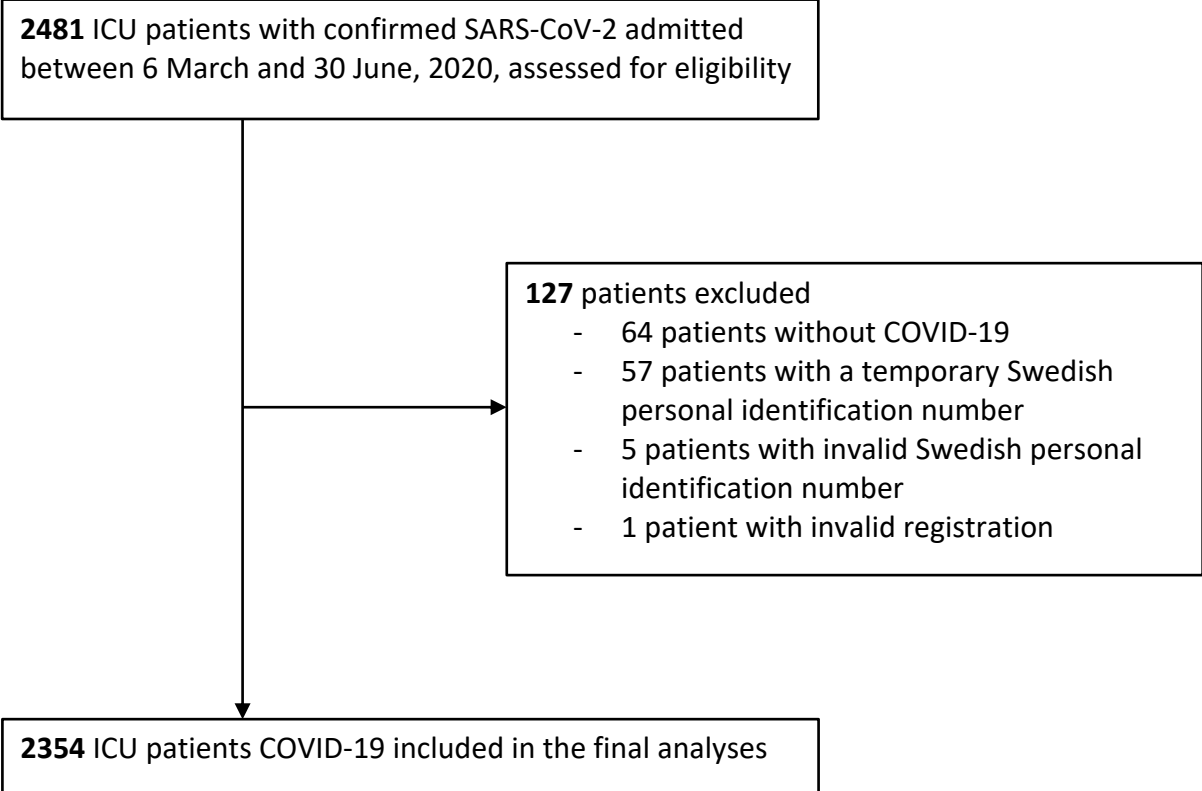 2481 ICU patients with confirmed SARS-CoV-2 admitted
between 6 March and 30 June, 2020, assessed for eligibility
127 patients excluded
- 64 patients without COVID-19
- 57 patients with a temporary Swedish
personal identification number
- 5 patients with invalid Swedish personal
identification number
- 1 patient with invalid registration
2354 ICU patients COVID-19 included in the final analyses